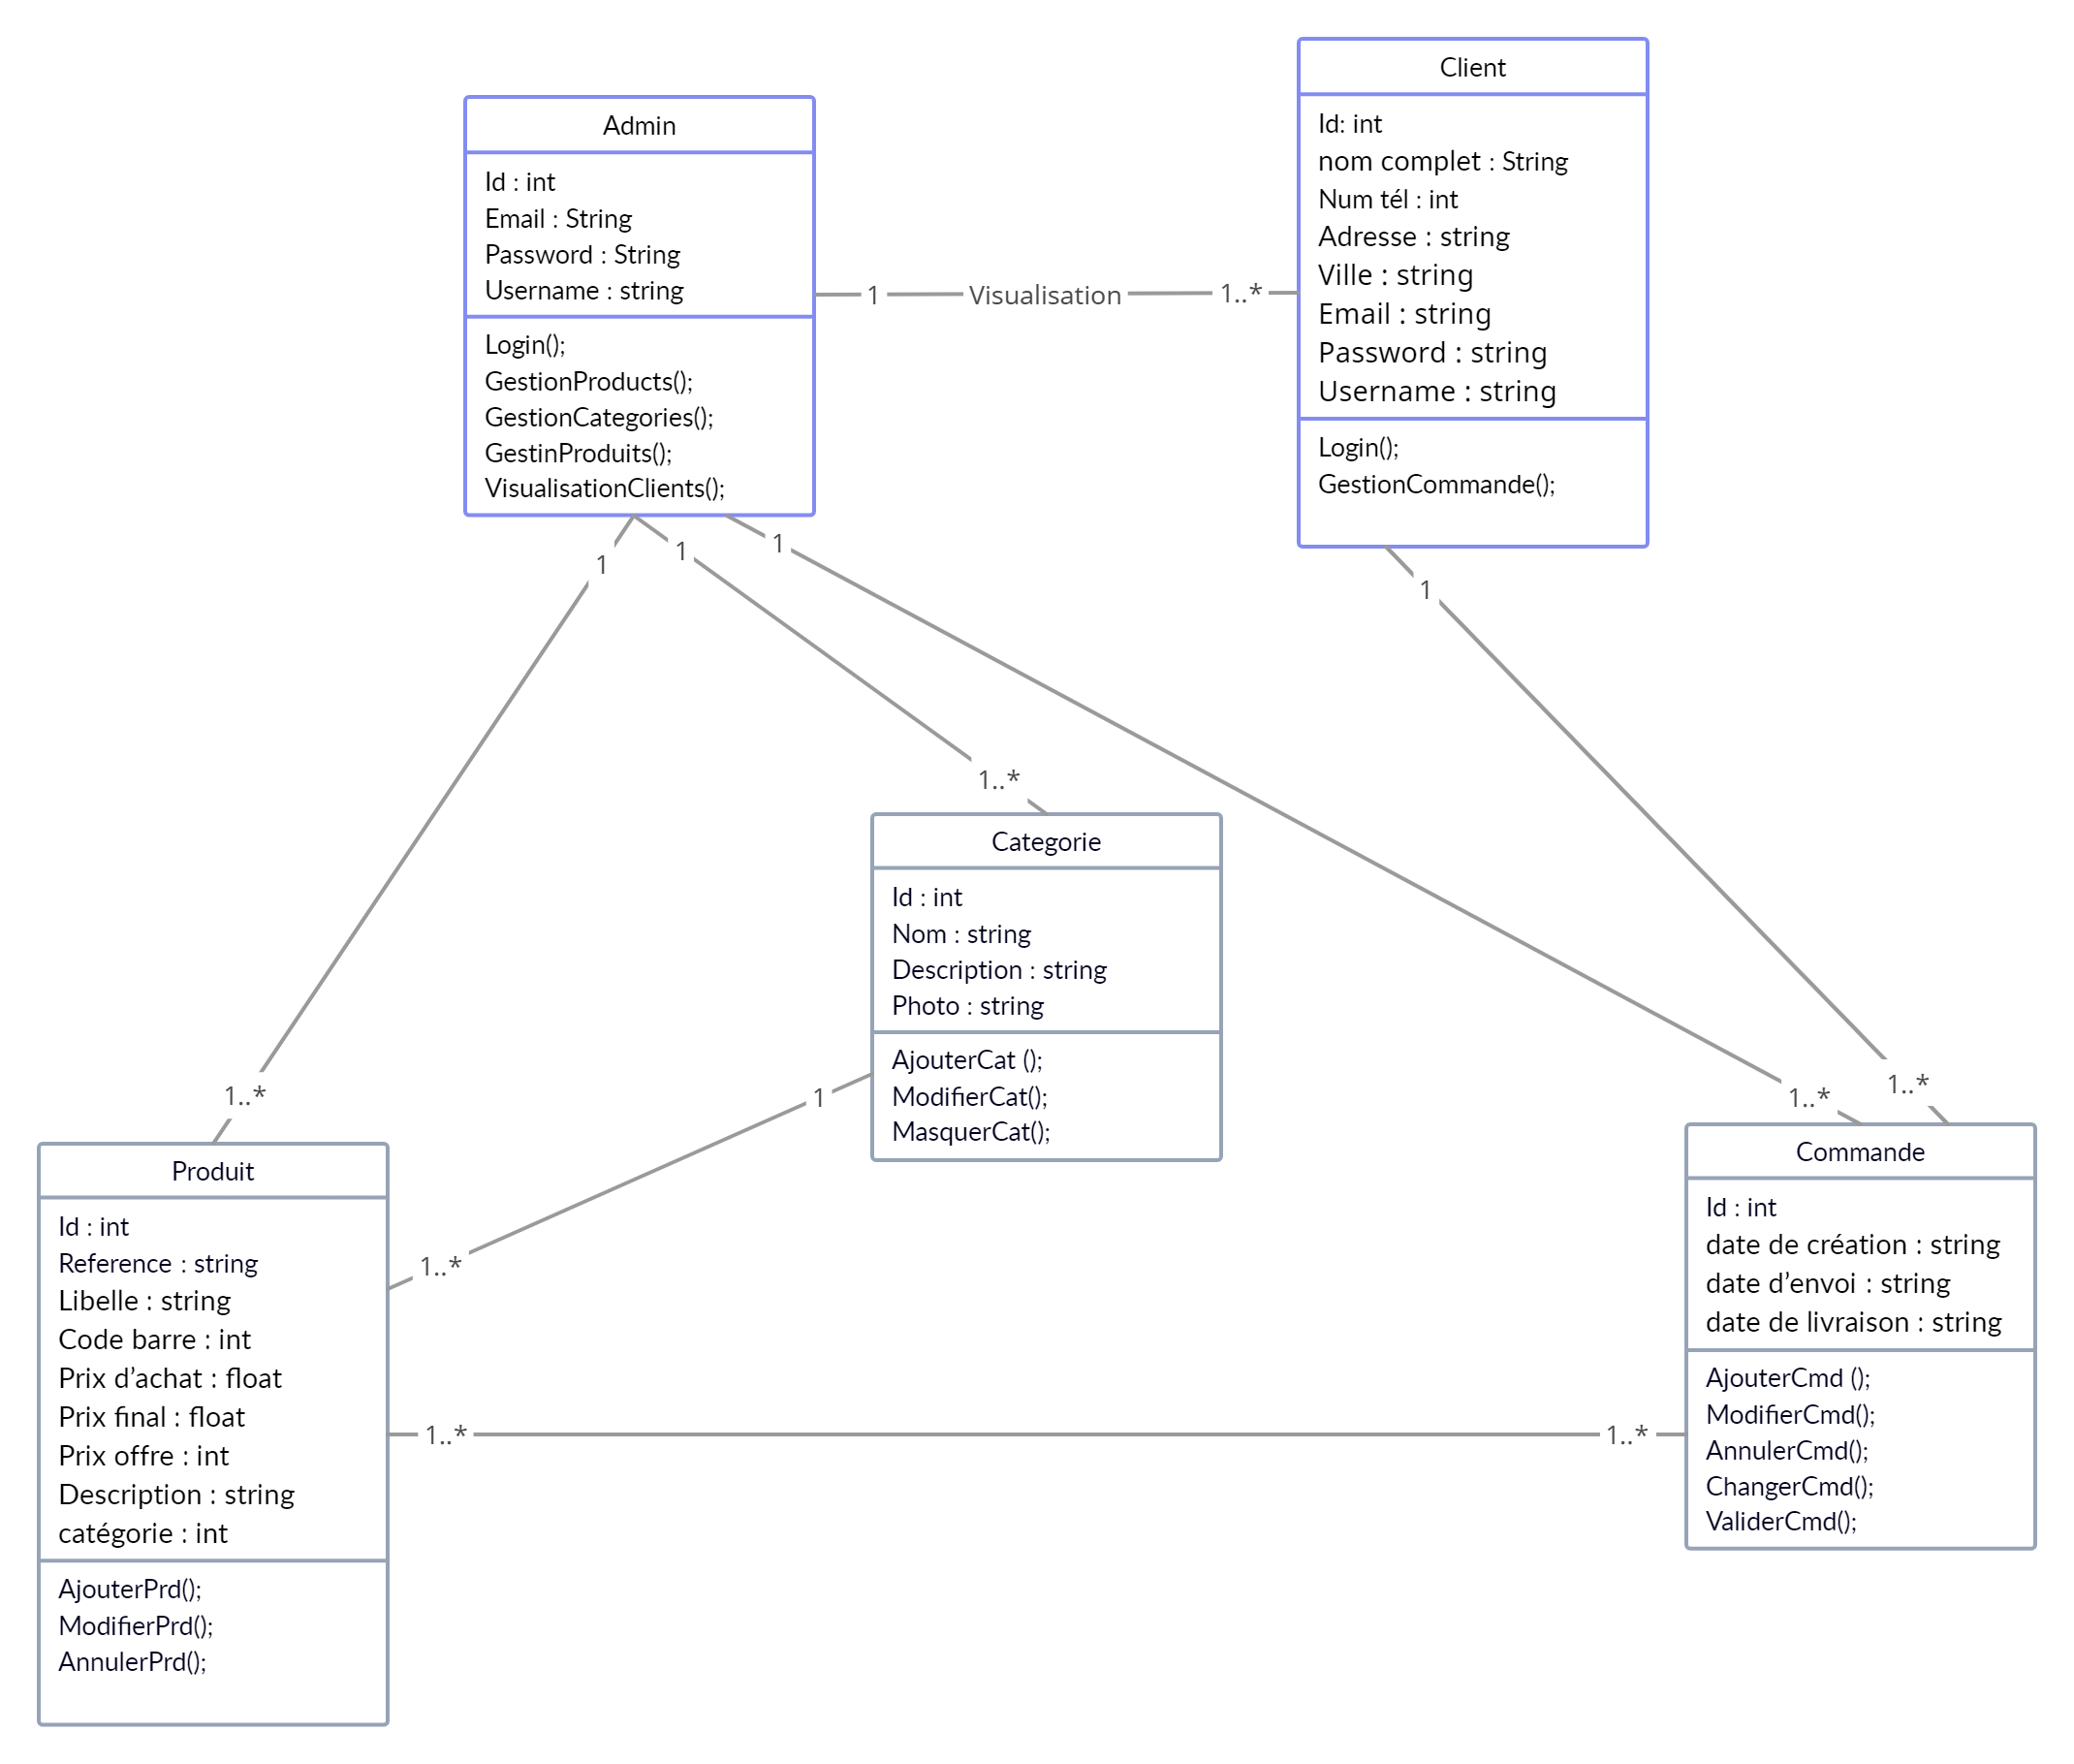 Client
Id: int
nom complet : String
Num tél : int
Adresse : string
Ville : string
Email : string
Password : string
Username : string
Login();
GestionCommande();
Admin
Id : int
Email : String
Password : String
Username : string
Login();
GestionProducts();
GestionCategories();
GestinProduits();
VisualisationClients();
1
Visualisation
1..*
1
1
1
1
1..*
1..*
1..*
1..*
Categorie
Id : int
Nom : string
Description : string
Photo : string
AjouterCat ();
ModifierCat();
MasquerCat();
1
1..*
Produit
Id : int
Reference : string
Libelle : string
Code barre : int
Prix d’achat : float
Prix final : float
Prix offre : int
Description : string
catégorie : int
AjouterPrd();
ModifierPrd();
AnnulerPrd();
1..*
1..*
Commande
Id : int
date de création : string
date d’envoi : string
date de livraison : string
AjouterCmd ();
ModifierCmd();
AnnulerCmd();
ChangerCmd();
ValiderCmd();